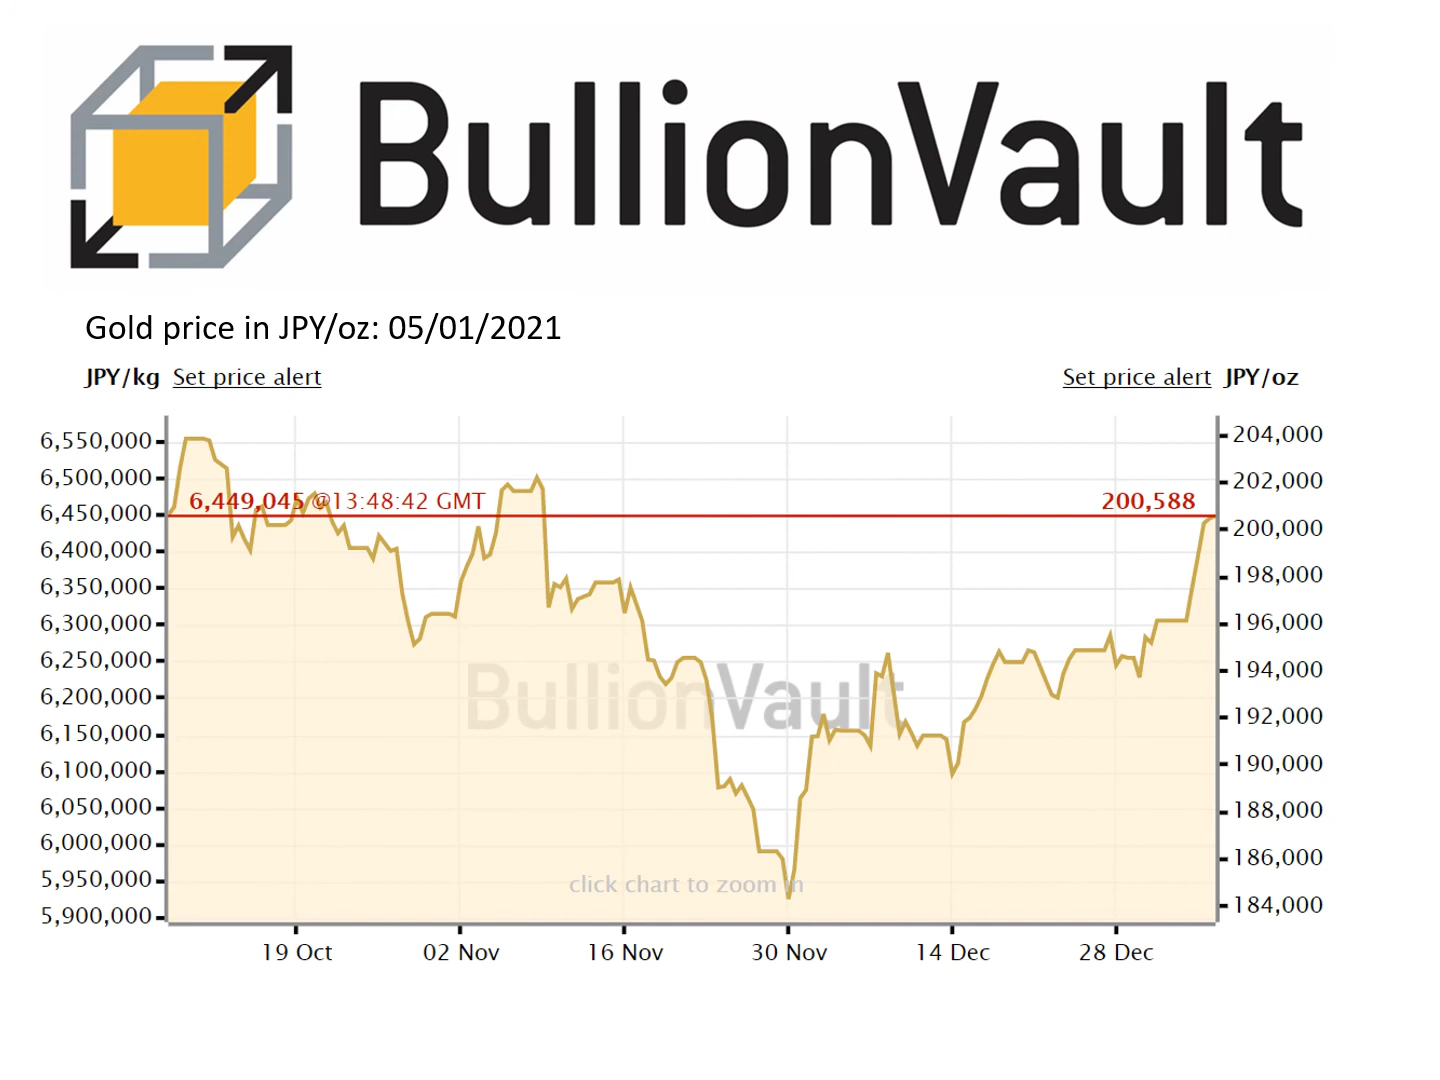 BullionVault
Gold price in JPY/oz: 05/01/2021
JPY/kg Set price alert Set price alert JPY/oz
6,550,000 204,000
6,500,000 202,000
6,449,045 @13:48:42 GMT 200,588
6,450,000 200,000
6,400,000 198,000
6,350,000 196,000
6,300,000 194,000
6,250,000 192,000
6,200,000 190,000
6,150,000 188,000
6,100,000 186,000
6,050,000 184,000
6,000,000
5,950,000
5,900,000
BullionVault
click chart to zoom in
19 Oct 02 Nov 16 Nov 30 Nov 14 Dec 28 Dec